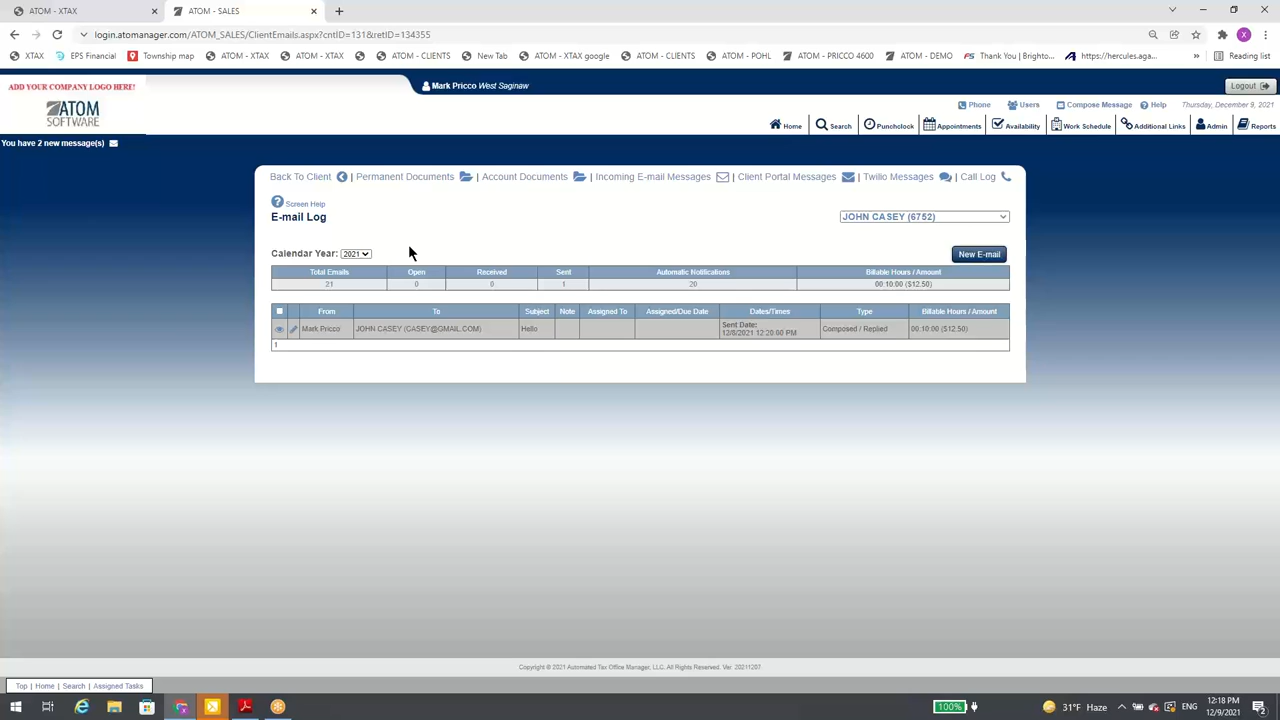 ATOM - XTAX
ATOM - SALES
login.atomanager.com/ATOM_SALES/ClientEmails.aspx?cntID=131&retID=134355
XTAX EPS Financial Township map ATOM - XTAX ATOM - XTAX ATOM - CLIENTS New Tab ATOM - XTAX google ATOM - POHL ATOM - PRICCO 4600 ATOM - DEMO Thank You | Brighto... https://hercules.aga... » Reading list
ADD YOUR COMPANY LOGO HERE!
ATOM
SOFTWARE
Mark Pricco West Saginaw
Logout
Phone Users Compose Message Help Thursday, December 9, 2021
Home Search Punchclock Appointments Availability Work Schedule Additional Links Admin Reports
You have 2 new message(s)
Back To Client | Permanent Documents | Account Documents | Incoming E-mail Messages | Client Portal Messages | Twilio Messages | Call Log
Screen Help
E-mail Log
JOHN CASEY (6752)
Calendar Year: 2021
New E-mail
Total Emails Open Received Sent Automatic Notifications Billable Hours / Amount
21 0 0 1 20 00:10:00 ($12.50)
From To Subject Note Assigned To Assigned/Due Date Dates/Times Type Billable Hours / Amount
Mark Pricco JOHN CASEY (CASEY@GMAIL.COM) Hello Sent Date: 12/8/2021 12:20:00 PM Composed / Replied 00:10:00 ($12.50)
1
Copyright © 2021 Automated Tax Office Manager, LLC. All Rights Reserved. Ver: 20211207
Top | Home | Search | Assigned Tasks
100% 31°F Haze ENG 12:18 PM
12/9/2021
2